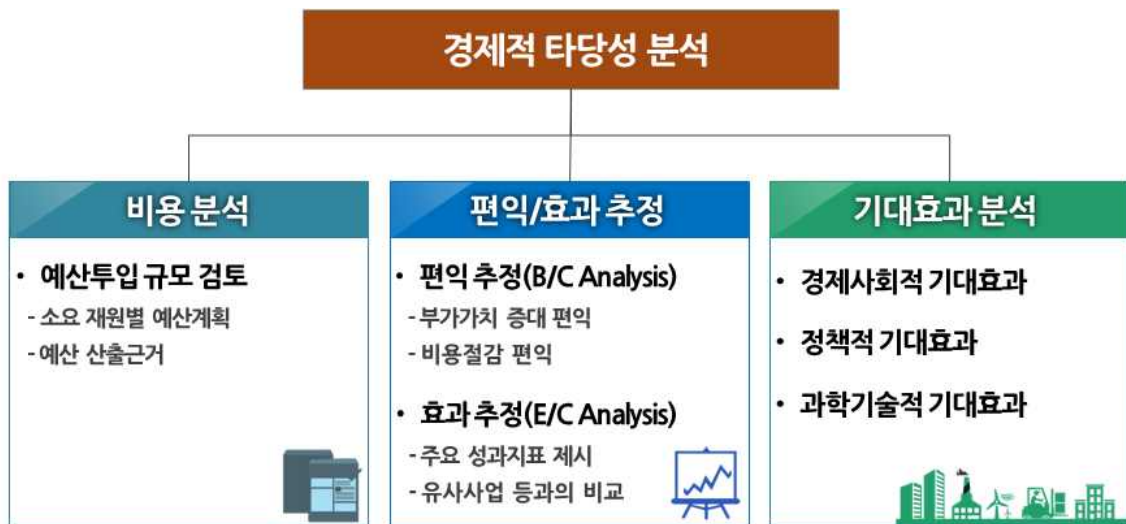 경제적 타당성 분석
비용 분석
• 예산투입 규모 검토
- 소요 재원별 예산계획
- 예산 산출근거
편익/효과 추정
• 편익 추정(B/C Analysis)
- 부가가치 증대 편익
- 비용절감 편익
• 효과 추정(E/C Analysis)
- 주요 성과지표 제시
- 유사사업 등과의 비교
기대효과 분석
• 경제사회적 기대효과
• 정책적 기대효과
• 과학기술적 기대효과